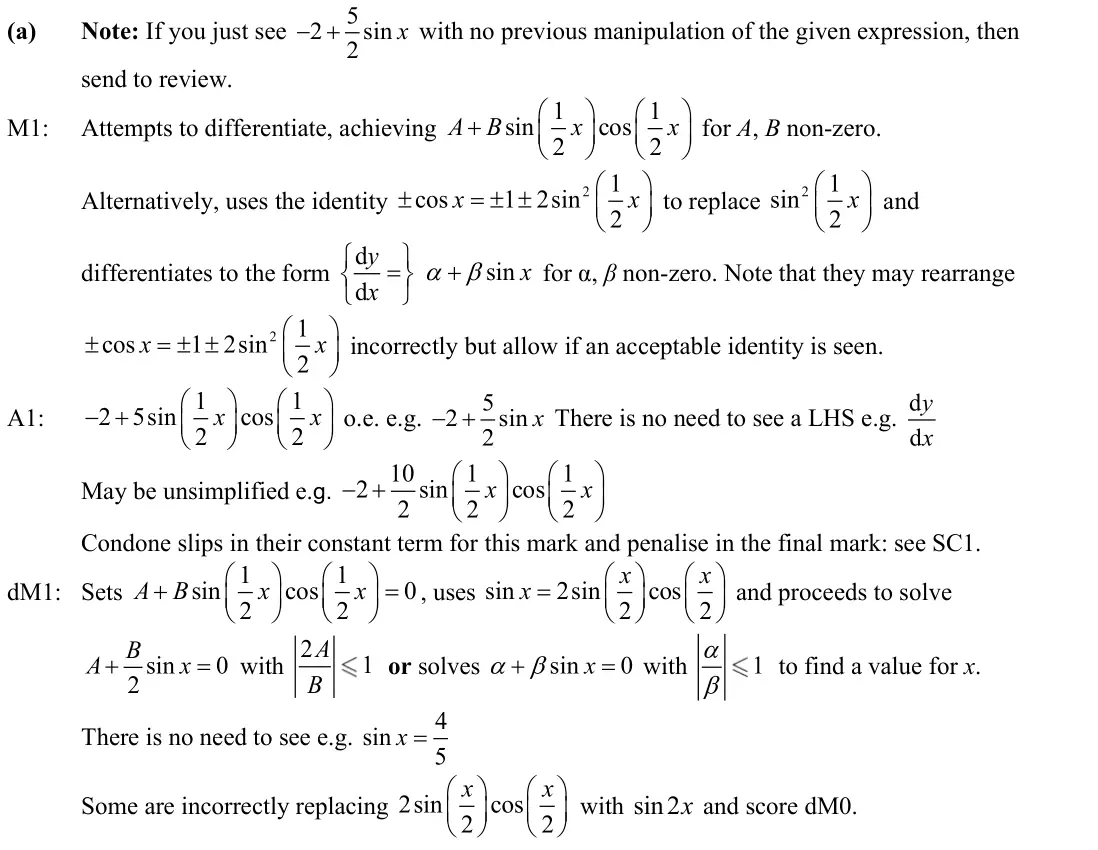 (a) Note: If you just see −2 + 5/2 sin x with no previous manipulation of the given expression, then
send to review.
M1: Attempts to differentiate, achieving A + B sin(1/2 x) cos(1/2 x) for A, B non-zero.
Alternatively, uses the identity ±cos x = ±1 ± 2sin²(1/2 x) to replace sin²(1/2 x) and
differentiates to the form {dy/dx =} α + β sin x for α, β non-zero. Note that they may rearrange
±cos x = ±1 ± 2sin²(1/2 x) incorrectly but allow if an acceptable identity is seen.
A1: −2 + 5sin(1/2 x) cos(1/2 x) o.e. e.g. −2 + 5/2 sin x There is no need to see a LHS e.g. dy/dx
May be unsimplified e.g. −2 + 10/2 sin(1/2 x) cos(1/2 x)
Condone slips in their constant term for this mark and penalise in the final mark: see SC1.
dM1: Sets A + B sin(1/2 x) cos(1/2 x) = 0, uses sin x = 2sin(x/2) cos(x/2) and proceeds to solve
A + B/2 sin x = 0 with |2A/B| ⩽ 1 or solves α + β sin x = 0 with |α/β| ⩽ 1 to find a value for x.
There is no need to see e.g. sin x = 4/5
Some are incorrectly replacing 2sin(x/2) cos(x/2) with sin 2x and score dM0.